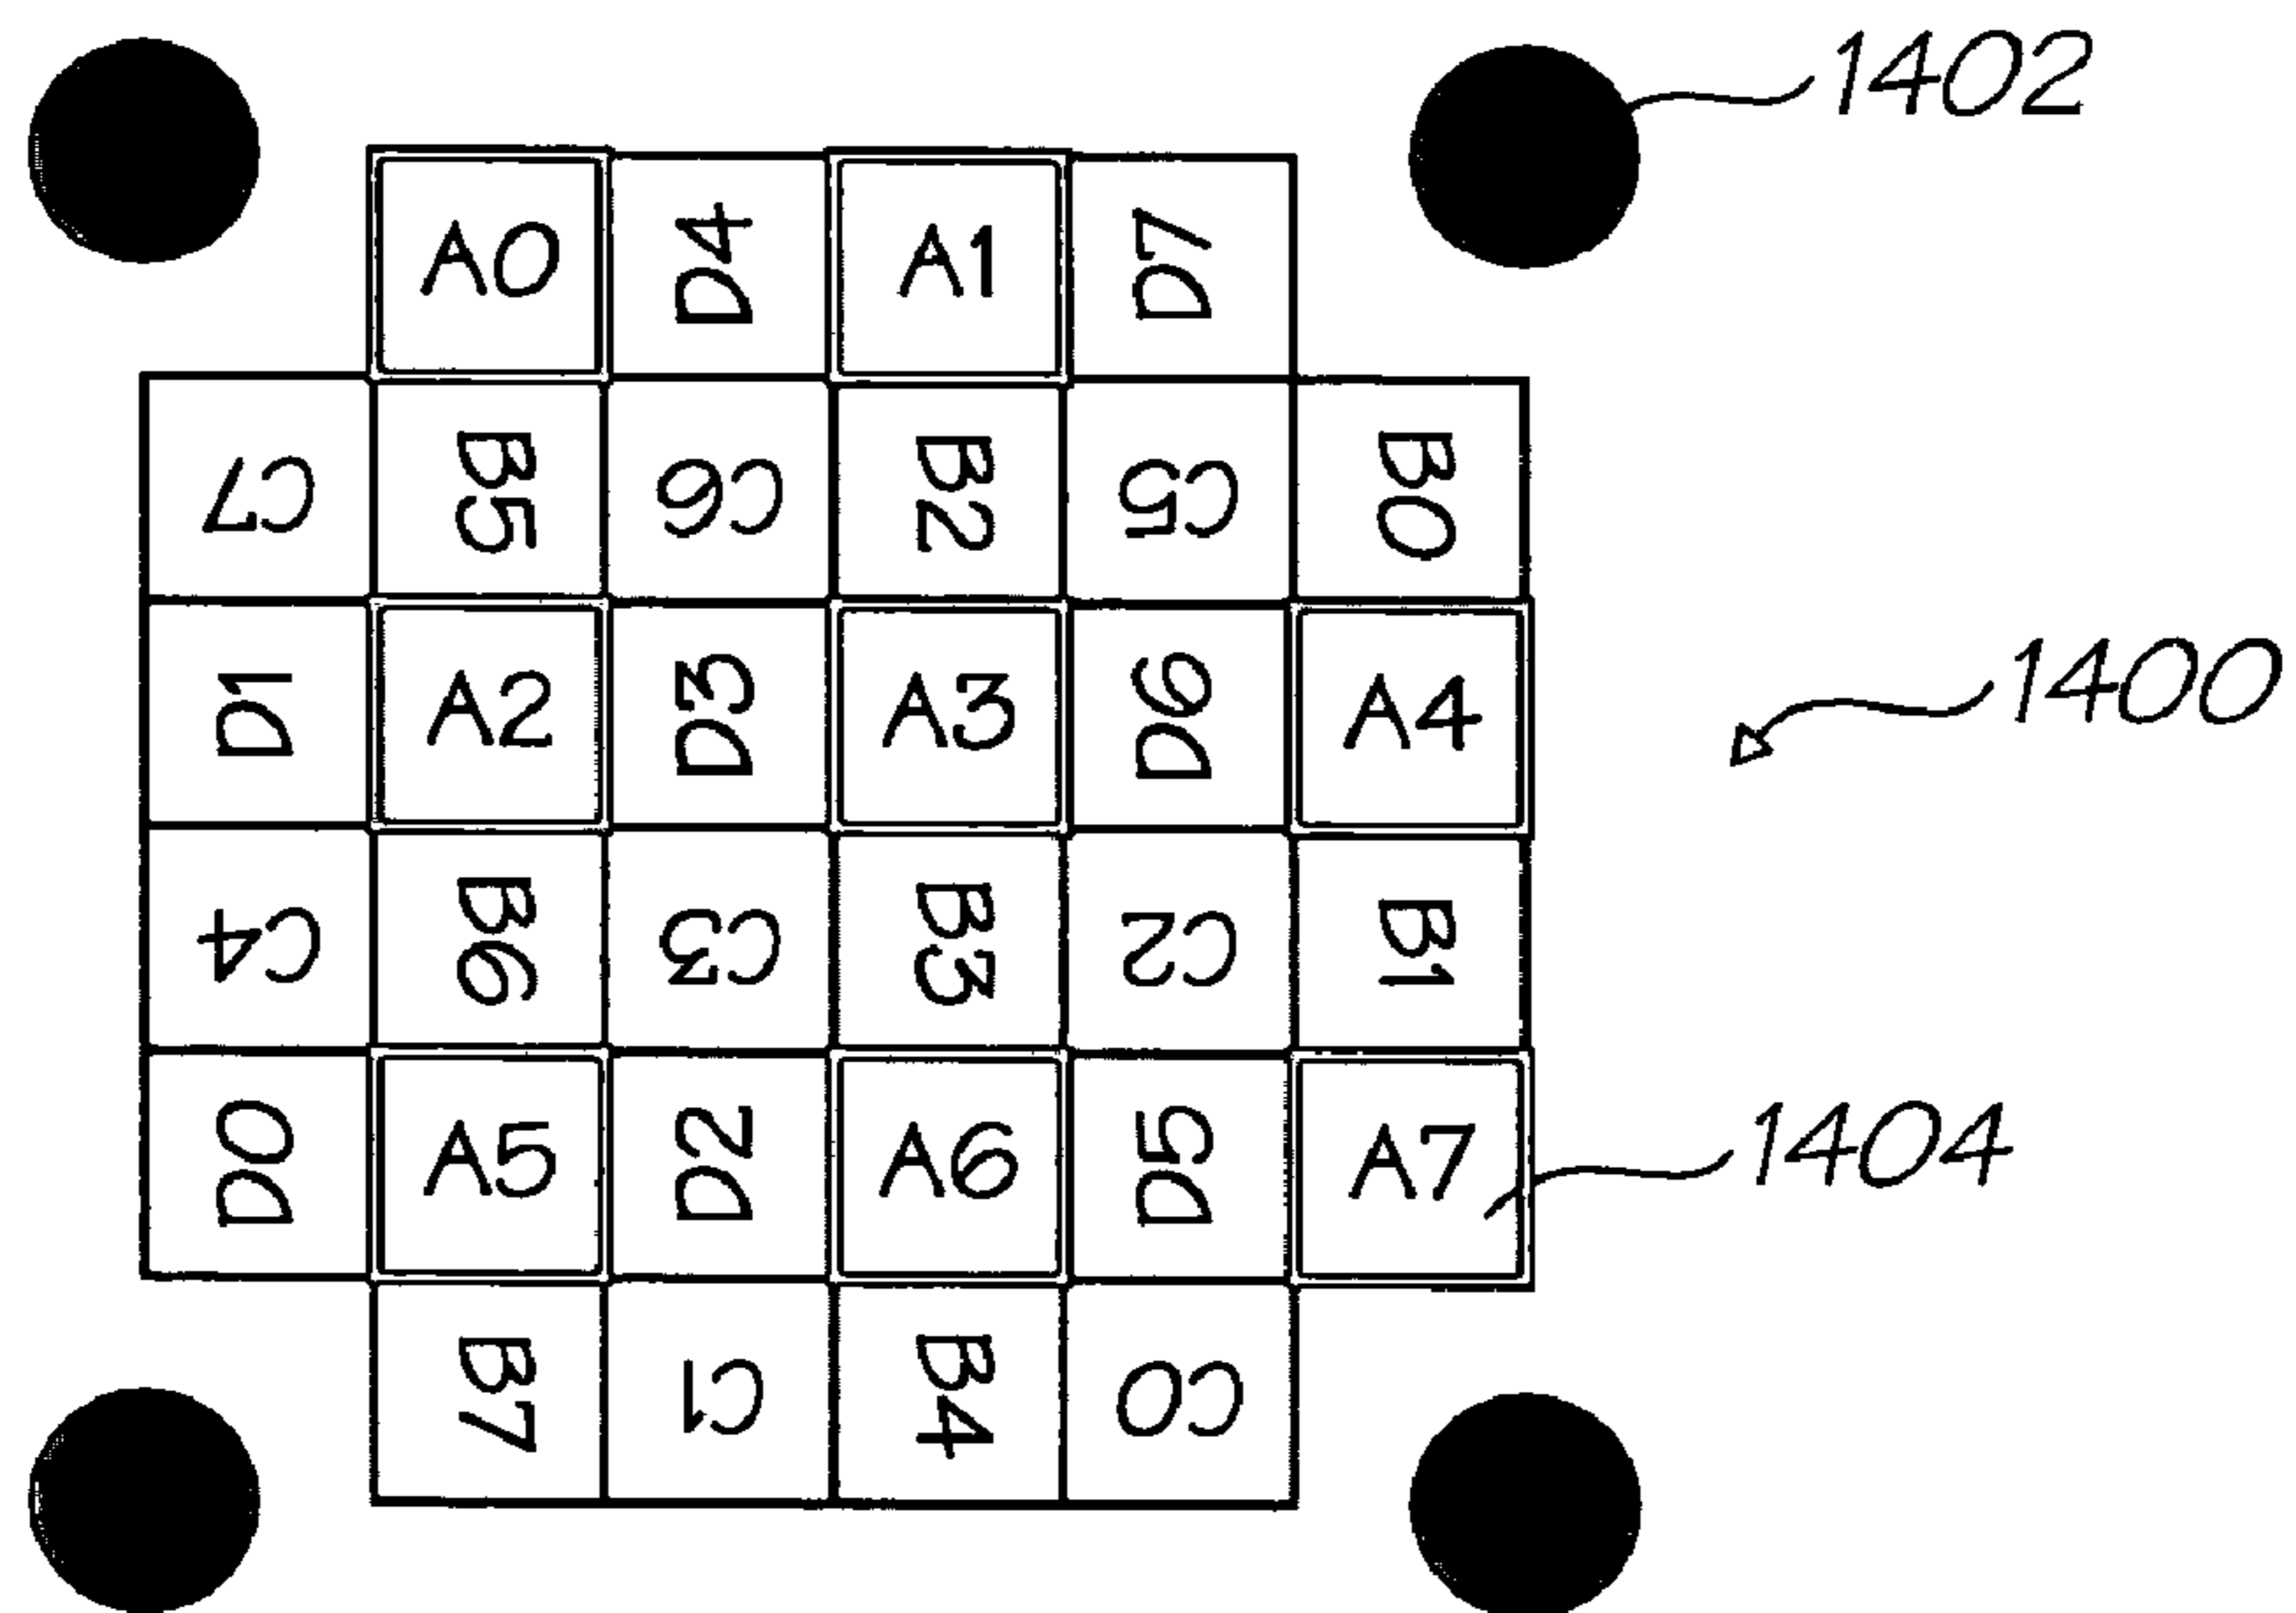 1402
A0 D4 A1 D7
C7 B5 C6 B2 C5 B0
D1 A2 D3 A3 D6 A4
1400
C4 B6 C3 B3 C2 B1
D0 A5 D2 A6 D5 A7
1404
B7 C1 B4 C0